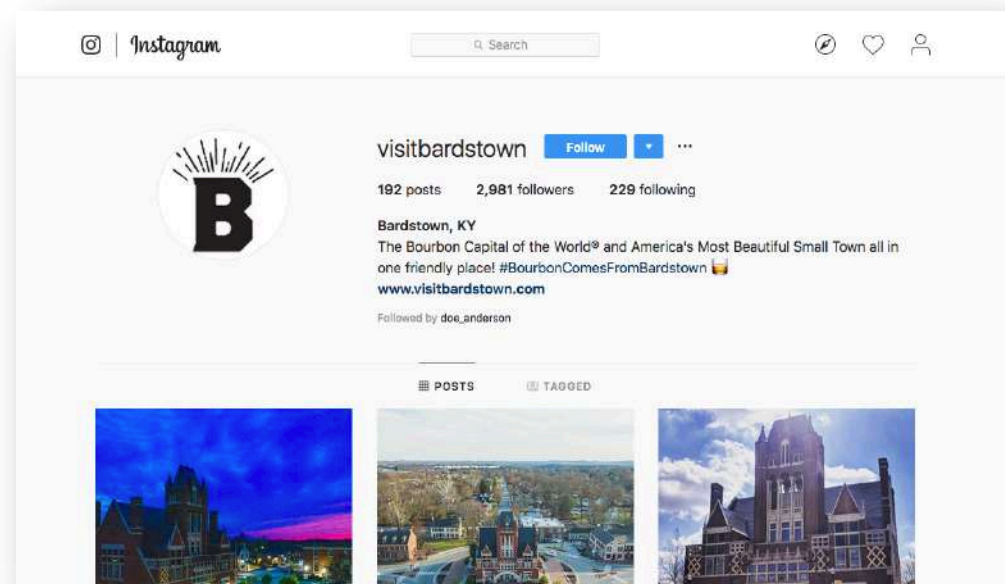 Instagram
Search
visitbardstown Follow ...
192 posts 2,981 followers 229 following
Bardstown, KY
The Bourbon Capital of the World® and America's Most Beautiful Small Town all in
one friendly place! #BourbonComesFromBardstown 🥃
www.visitbardstown.com
Followed by doe_anderson
POSTS TAGGED
B